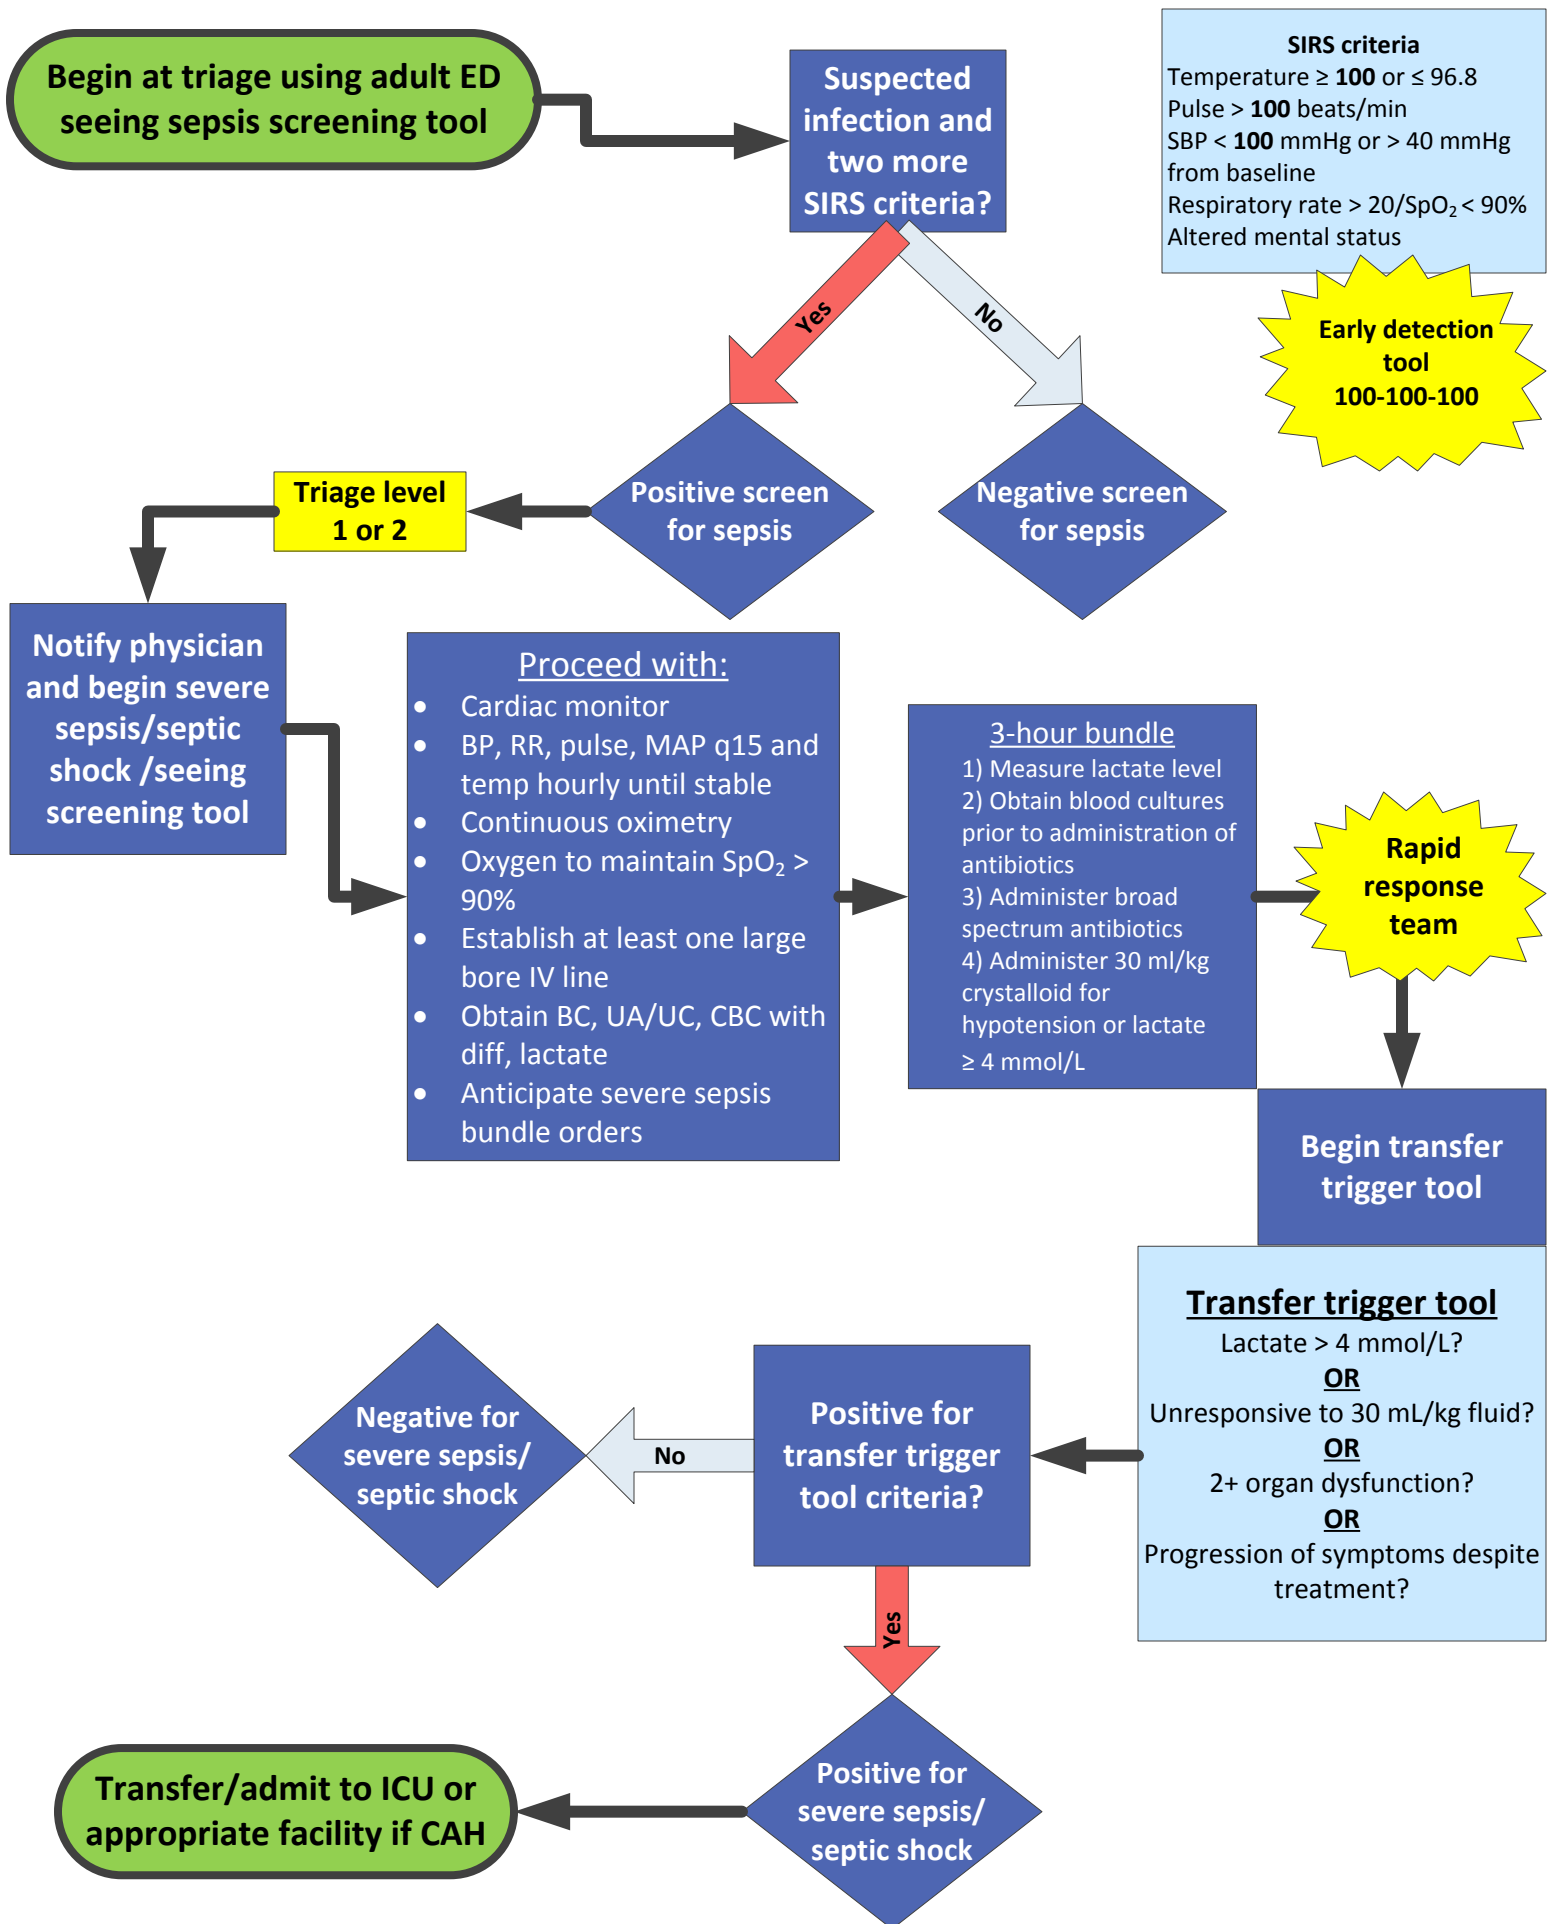 Begin at triage using adult ED
seeing sepsis screening tool
Suspected
infection and
two more
SIRS criteria?
SIRS criteria
Temperature ≥ 100 or ≤ 96.8
Pulse > 100 beats/min
SBP < 100 mmHg or > 40 mmHg
from baseline
Respiratory rate > 20/SpO₂ < 90%
Altered mental status
Early detection
tool
100-100-100
Yes
No
Positive screen
for sepsis
Negative screen
for sepsis
Triage level
1 or 2
Notify physician
and begin severe
sepsis/septic
shock /seeing
screening tool
Proceed with:
• Cardiac monitor
• BP, RR, pulse, MAP q15 and
temp hourly until stable
• Continuous oximetry
• Oxygen to maintain SpO₂ >
90%
• Establish at least one large
bore IV line
• Obtain BC, UA/UC, CBC with
diff, lactate
• Anticipate severe sepsis
bundle orders
3-hour bundle
1) Measure lactate level
2) Obtain blood cultures
prior to administration of
antibiotics
3) Administer broad
spectrum antibiotics
4) Administer 30 ml/kg
crystalloid for
hypotension or lactate
≥ 4 mmol/L
Rapid
response
team
Begin transfer
trigger tool
Transfer trigger tool
Lactate > 4 mmol/L?
OR
Unresponsive to 30 mL/kg fluid?
OR
2+ organ dysfunction?
OR
Progression of symptoms despite
treatment?
Positive for
transfer trigger
tool criteria?
No
Negative for
severe sepsis/
septic shock
Yes
Positive for
severe sepsis/
septic shock
Transfer/admit to ICU or
appropriate facility if CAH